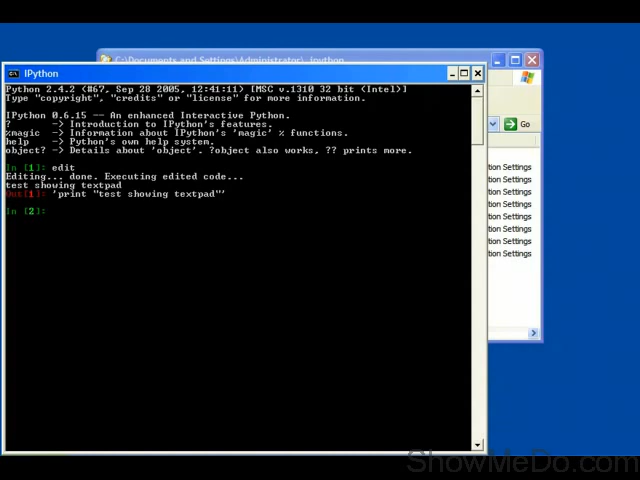 C:\Documents and Settings\Administrator\_ipython
IPython
Python 2.4.2 (#67, Sep 28 2005, 12:41:11) [MSC v.1310 32 bit (Intel)]
Type "copyright", "credits" or "license" for more information.
IPython 0.6.15 -- An enhanced Interactive Python.
?       -> Introduction to IPython's features.
%magic  -> Information about IPython's 'magic' % functions.
help    -> Python's own help system.
object? -> Details about 'object'. ?object also works, ?? prints more.
In [1]: edit
Editing... done. Executing edited code...
test showing textpad
Out[1]: 'print "test showing textpad"'
In [2]:
Go
tion Settings
tion Settings
tion Settings
tion Settings
tion Settings
tion Settings
tion Settings
tion Settings
ShowMeDo.com